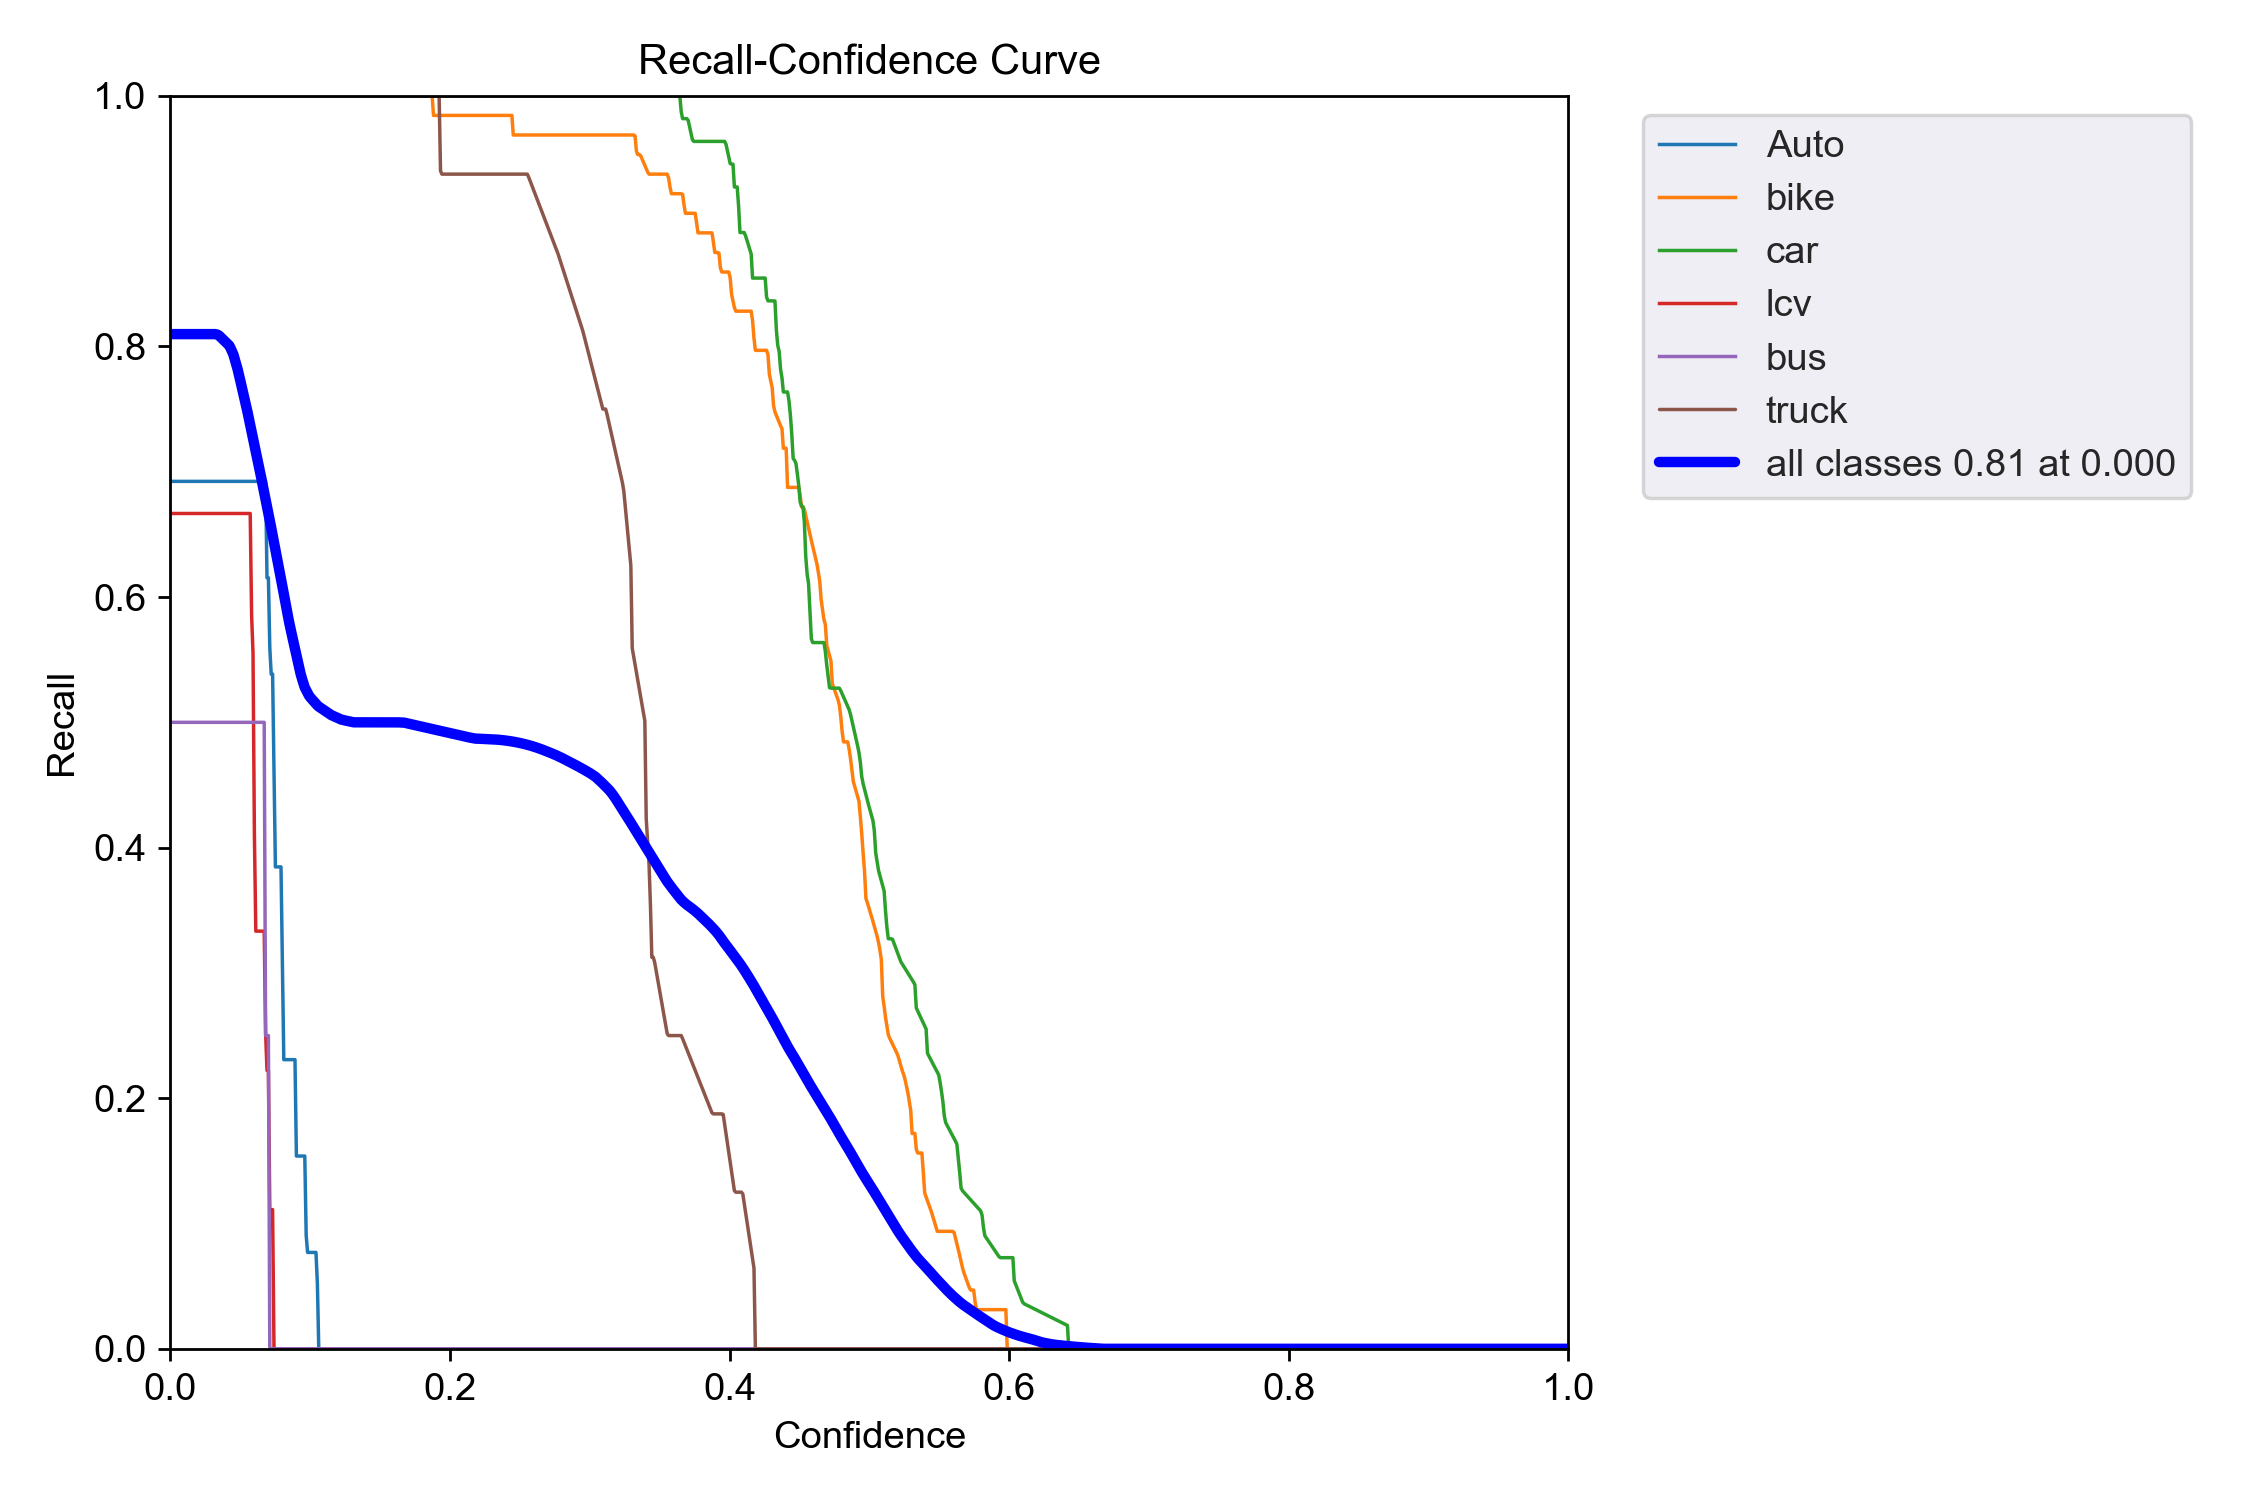 Recall-Confidence Curve
1.0
0.8
0.6
0.4
0.2
0.0
Recall
0.0 0.2 0.4 0.6 0.8 1.0
Confidence
Auto
bike
car
lcv
bus
truck
all classes 0.81 at 0.000